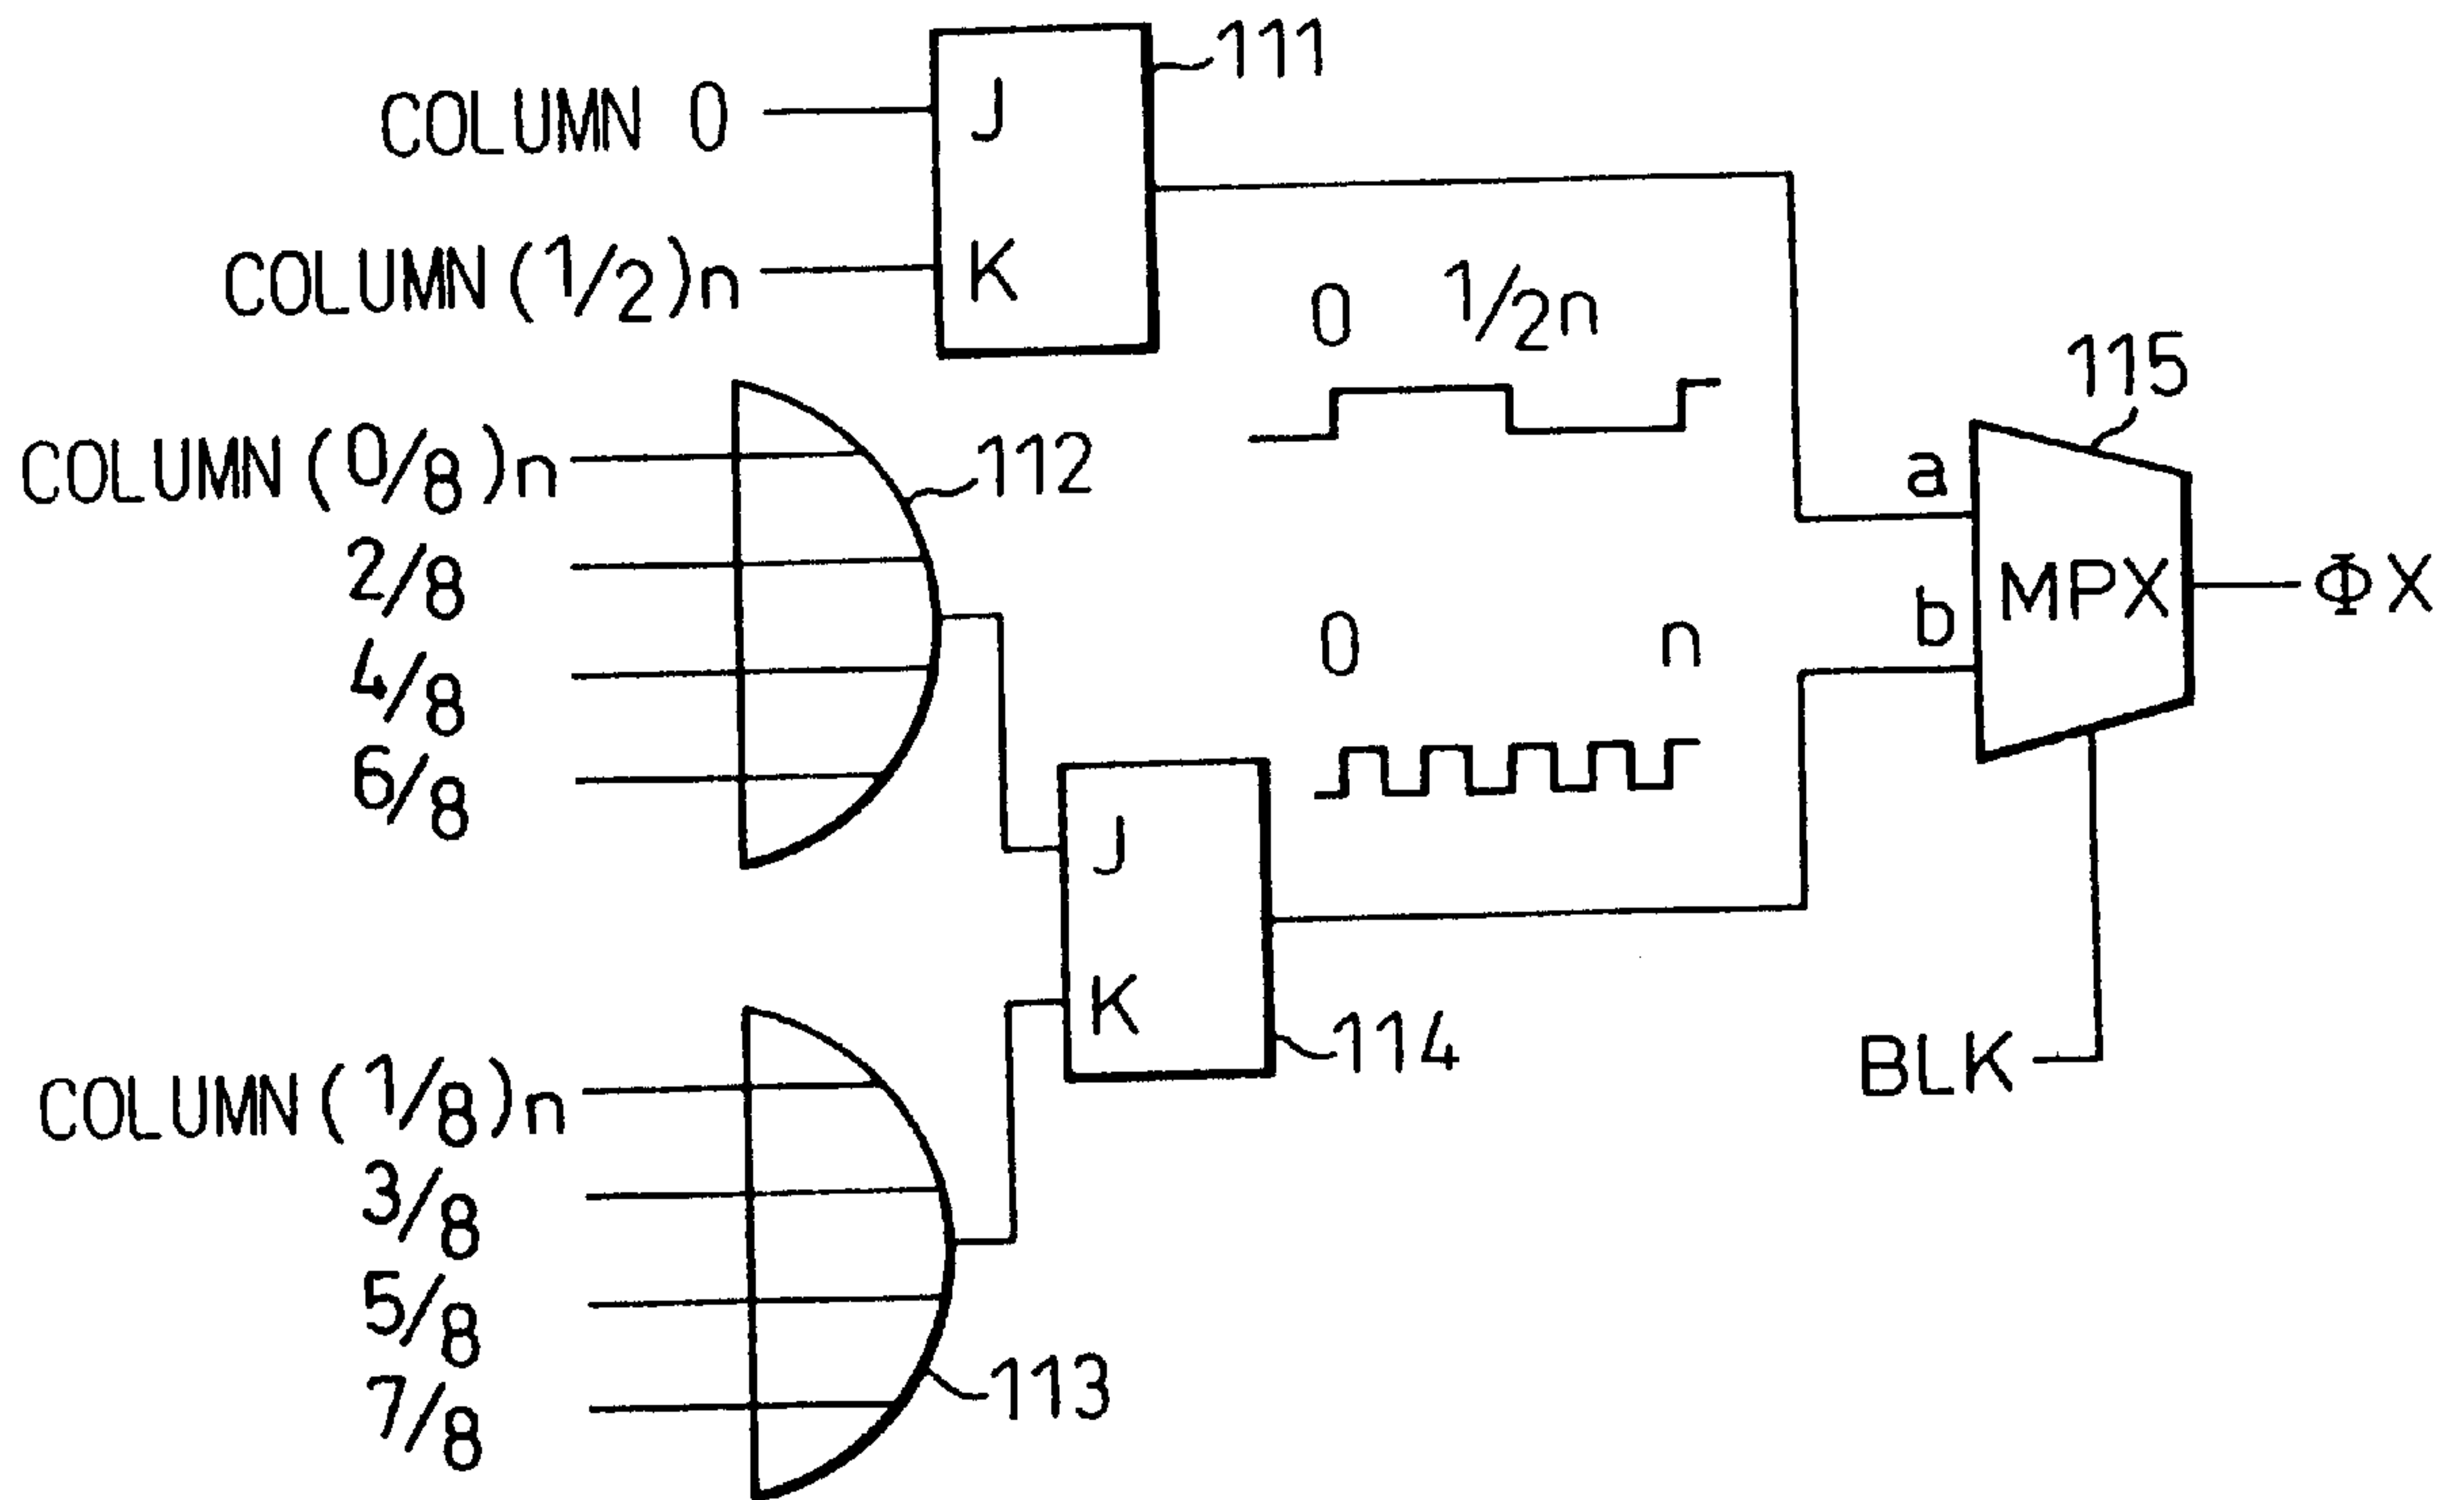 111
COLUMN 0
J
COLUMN(1/2)n
K
0 1/2n
115
COLUMN(0/8)n
112
a
2/8
MPX
ΦX
b
0 n
4/8
6/8
J
K
114
BLK
COLUMN(1/8)n
3/8
5/8
113
7/8